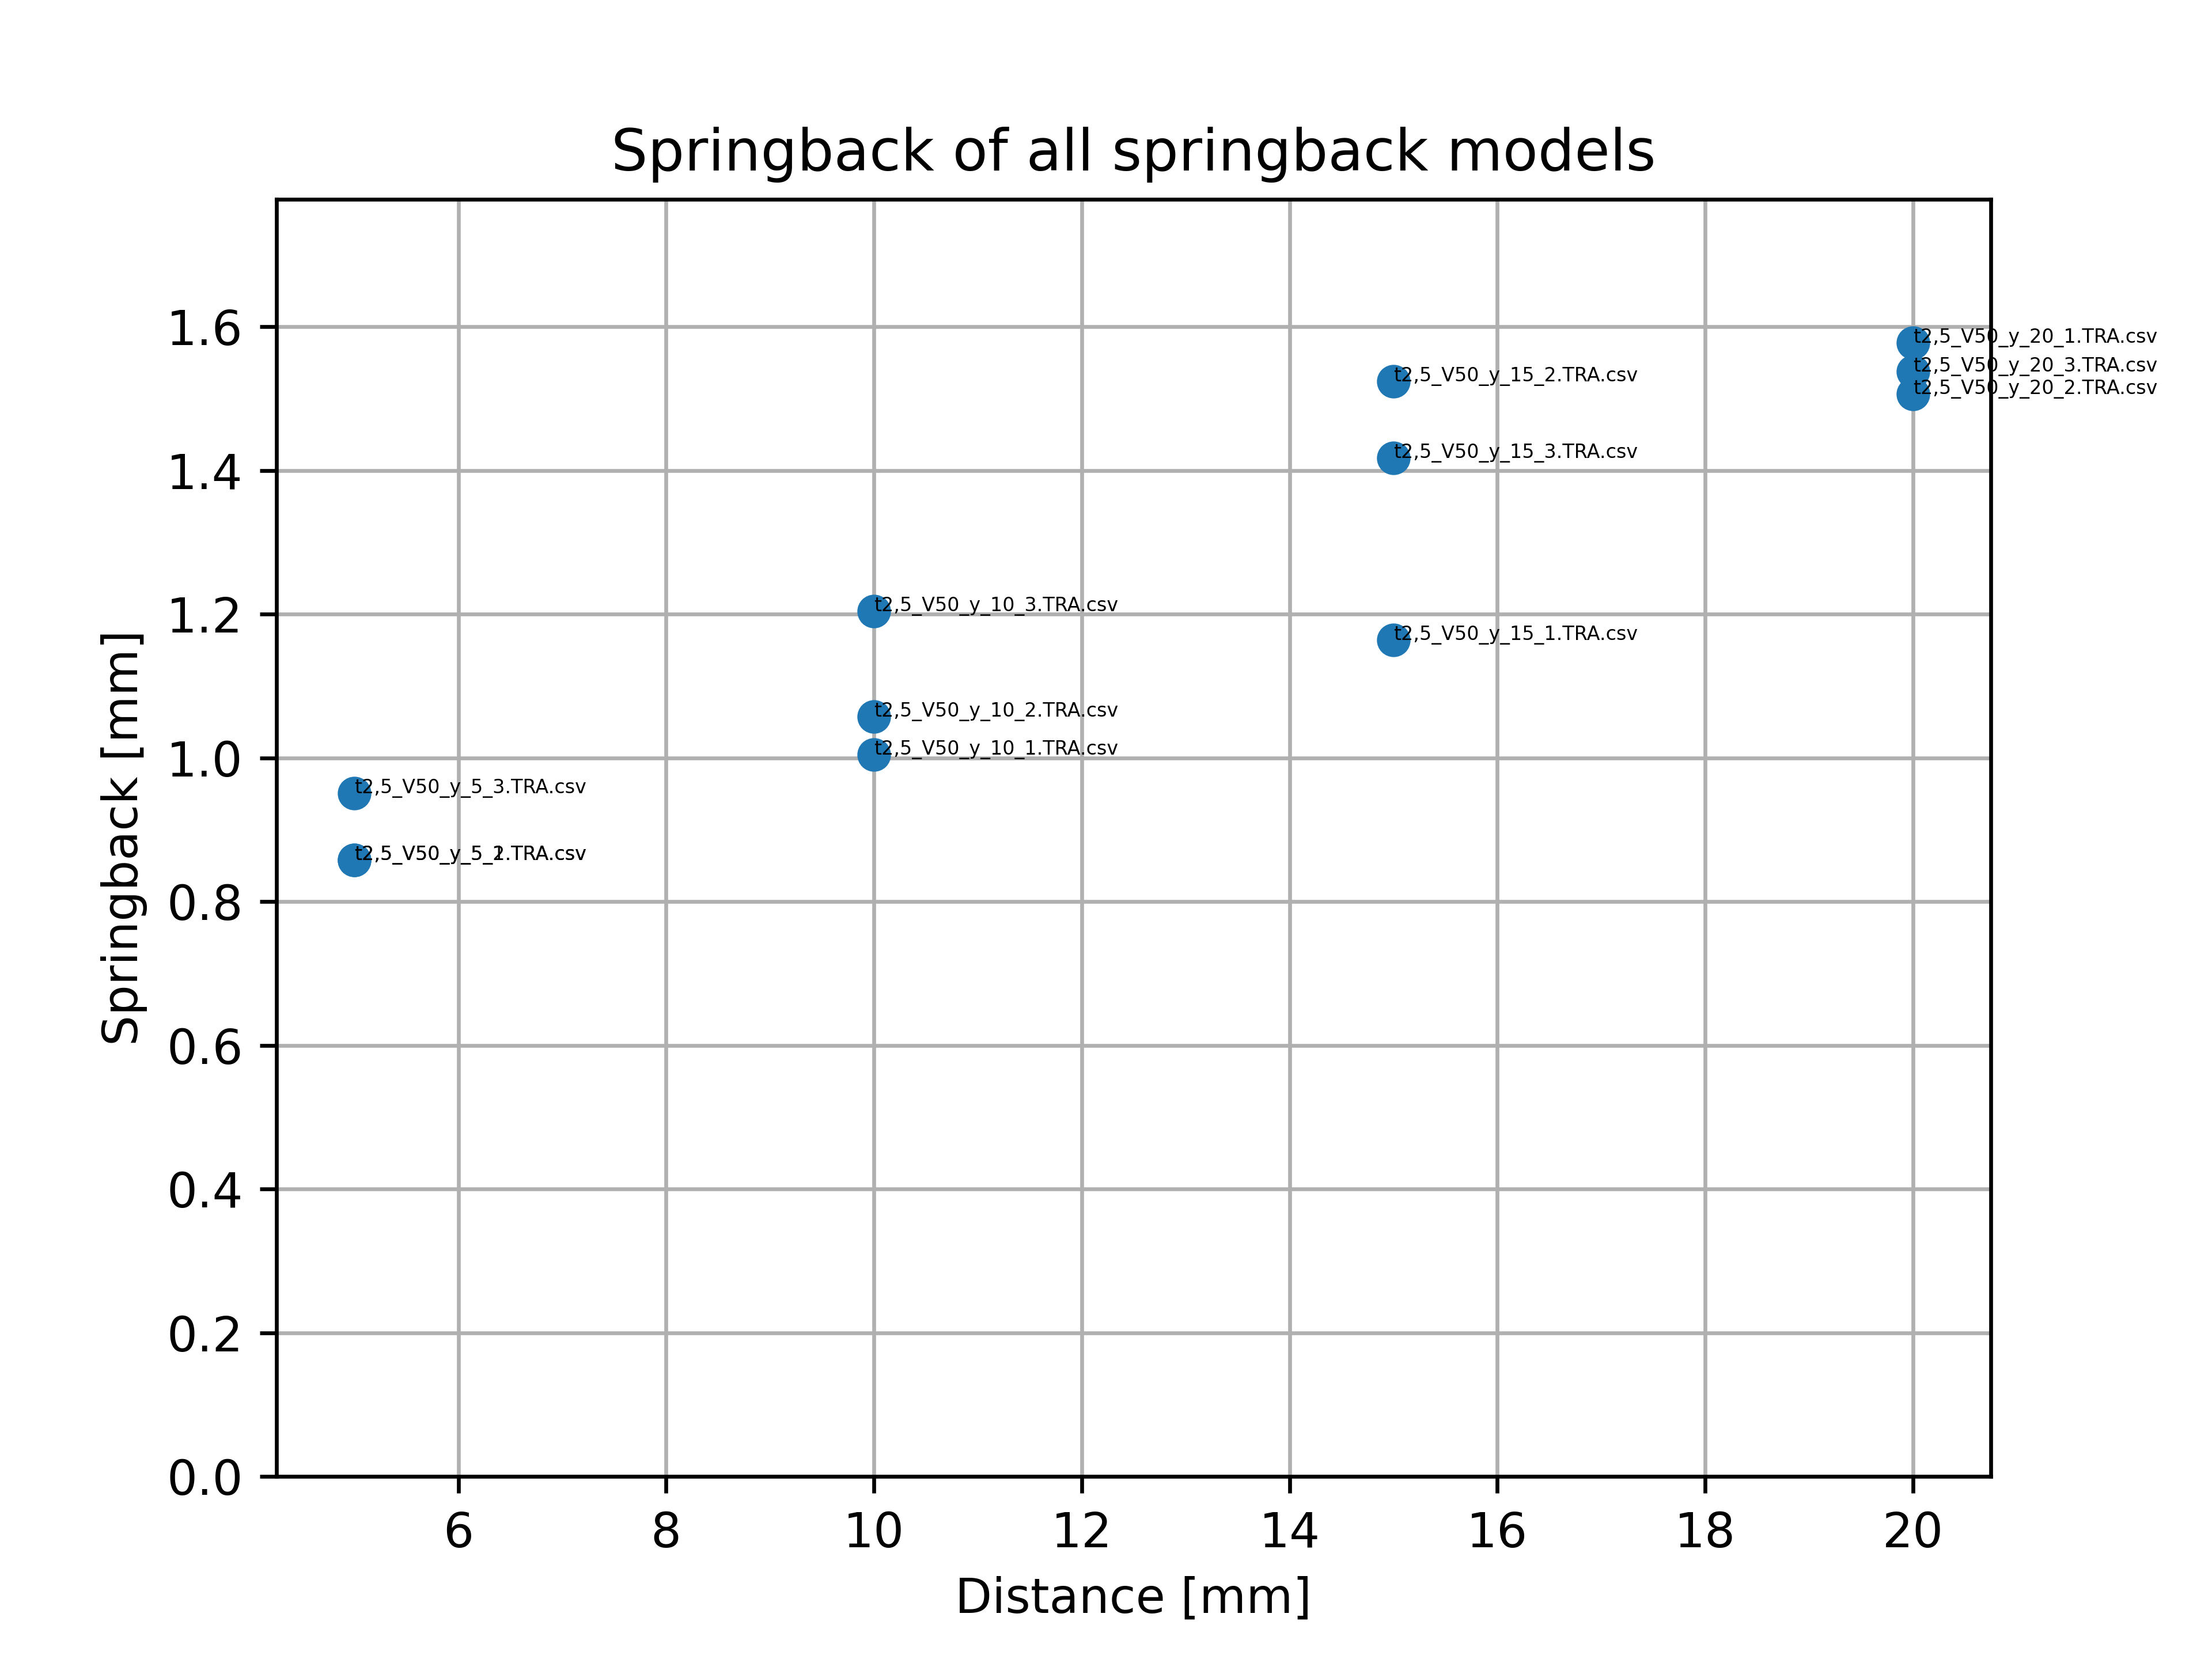 Springback of all springback models
Springback [mm]
1.6
1.4
1.2
1.0
0.8
0.6
0.4
0.2
0.0
t2,5_V50_y_20_1.TRA.csv
t2,5_V50_y_20_3.TRA.csv
t2,5_V50_y_20_2.TRA.csv
t2,5_V50_y_15_2.TRA.csv
t2,5_V50_y_15_3.TRA.csv
t2,5_V50_y_10_3.TRA.csv
t2,5_V50_y_15_1.TRA.csv
t2,5_V50_y_10_2.TRA.csv
t2,5_V50_y_10_1.TRA.csv
t2,5_V50_y_5_3.TRA.csv
6 8 10 12 14 16 18 20
Distance [mm]